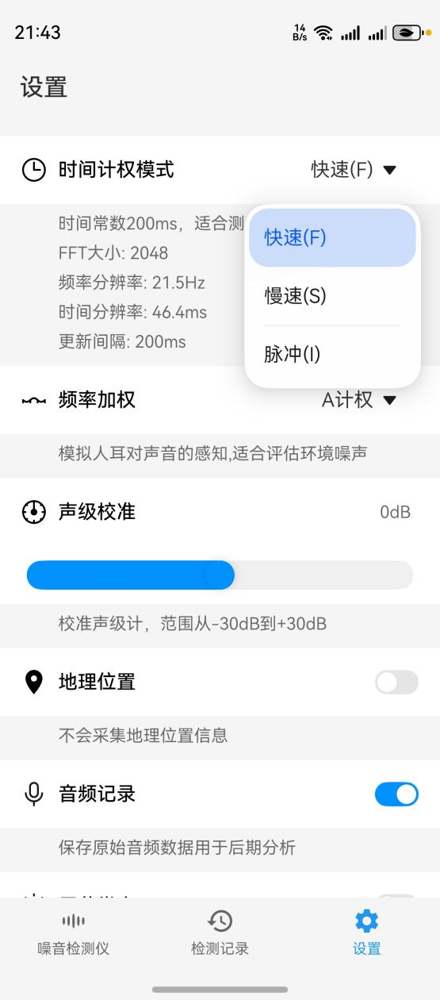 21:43
14
B/s
设置
时间计权模式
快速(F)
时间常数200ms，适合测
快速(F)
慢速(S)
脉冲(I)
FFT大小: 2048
频率分辨率: 21.5Hz
时间分辨率: 46.4ms
更新间隔: 200ms
频率加权
A计权
模拟人耳对声音的感知,适合评估环境噪声
声级校准
0dB
校准声级计，范围从-30dB到+30dB
地理位置
不会采集地理位置信息
音频记录
保存原始音频数据用于后期分析
噪音检测仪
检测记录
设置